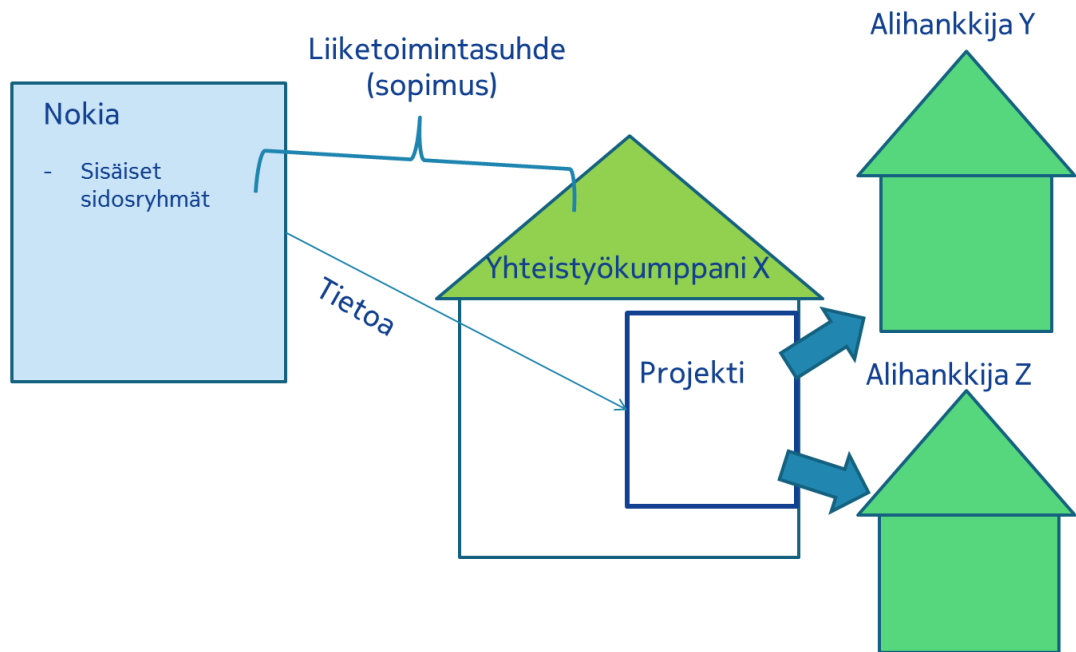 Nokia
- Sisäiset
sidosryhmät
Liiketoimintasuhde
(sopimus)
Tietoa
Yhteistyökumppani X
Projekti
Alihankkija Y
Alihankkija Z